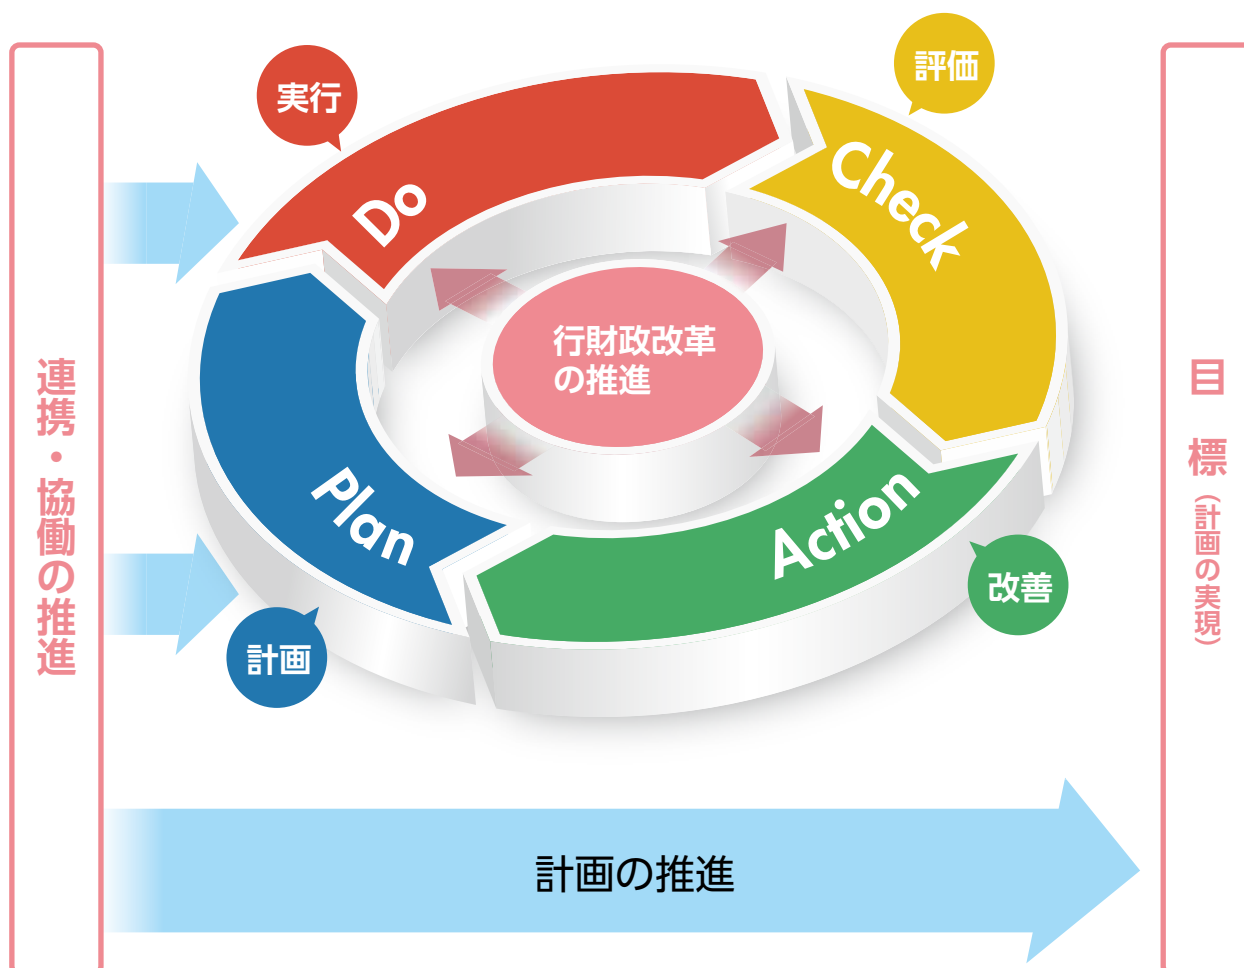 連携・協働の推進
実行
Do
評価
Check
行財政改革
の推進
Plan
計画
Action
改善
目 標(計画の実現)
計画の推進